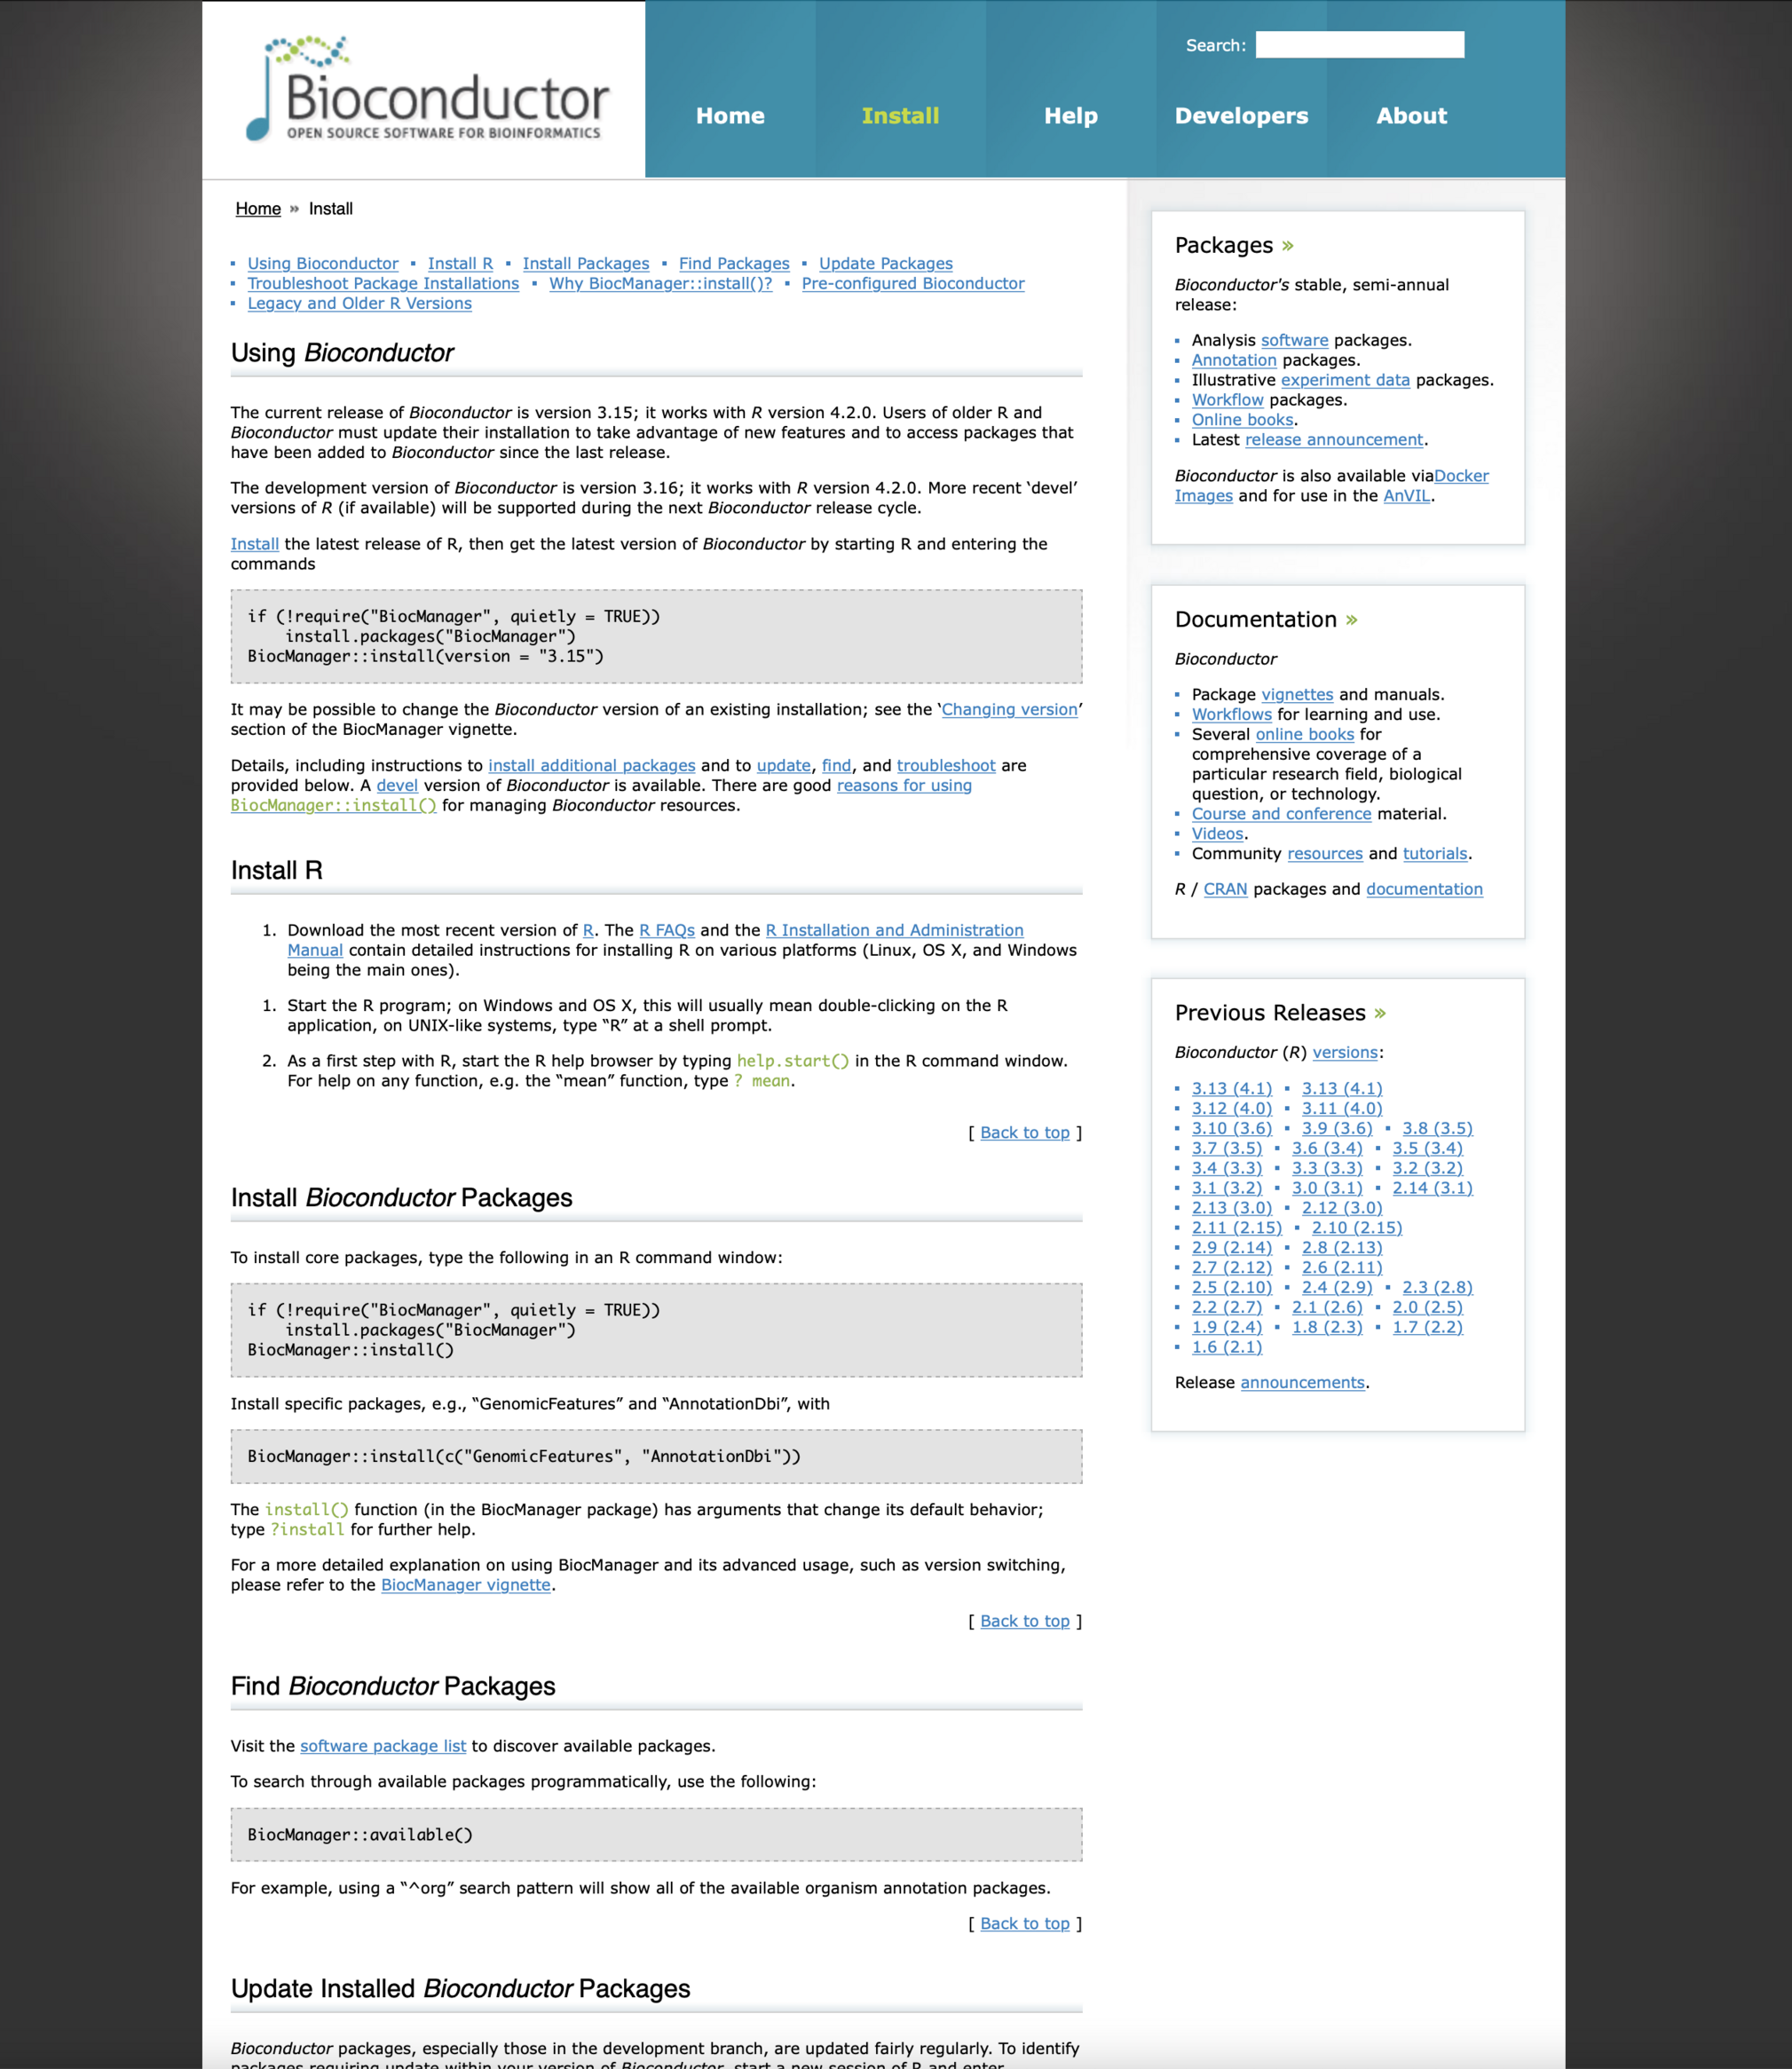 Bioconductor
OPEN SOURCE SOFTWARE FOR BIOINFORMATICS
Search:
Home
Install
Help
Developers
About
Home » Install
▪ Using Bioconductor ▪ Install R ▪ Install Packages ▪ Find Packages ▪ Update Packages
▪ Troubleshoot Package Installations ▪ Why BiocManager::install()? ▪ Pre-configured Bioconductor
▪ Legacy and Older R Versions
Using Bioconductor
The current release of Bioconductor is version 3.15; it works with R version 4.2.0. Users of older R and
Bioconductor must update their installation to take advantage of new features and to access packages that
have been added to Bioconductor since the last release.
The development version of Bioconductor is version 3.16; it works with R version 4.2.0. More recent ‘devel’
versions of R (if available) will be supported during the next Bioconductor release cycle.
Install the latest release of R, then get the latest version of Bioconductor by starting R and entering the
commands
if (!require("BiocManager", quietly = TRUE))
    install.packages("BiocManager")
BiocManager::install(version = "3.15")
It may be possible to change the Bioconductor version of an existing installation; see the ‘Changing version’
section of the BiocManager vignette.
Details, including instructions to install additional packages and to update, find, and troubleshoot are
provided below. A devel version of Bioconductor is available. There are good reasons for using
BiocManager::install() for managing Bioconductor resources.
Install R
1. Download the most recent version of R. The R FAQs and the R Installation and Administration
Manual contain detailed instructions for installing R on various platforms (Linux, OS X, and Windows
being the main ones).
1. Start the R program; on Windows and OS X, this will usually mean double-clicking on the R
application, on UNIX-like systems, type “R” at a shell prompt.
2. As a first step with R, start the R help browser by typing help.start() in the R command window.
For help on any function, e.g. the “mean” function, type ? mean.
[ Back to top ]
Install Bioconductor Packages
To install core packages, type the following in an R command window:
if (!require("BiocManager", quietly = TRUE))
    install.packages("BiocManager")
BiocManager::install()
Install specific packages, e.g., “GenomicFeatures” and “AnnotationDbi”, with
BiocManager::install(c("GenomicFeatures", "AnnotationDbi"))
The install() function (in the BiocManager package) has arguments that change its default behavior;
type ?install for further help.
For a more detailed explanation on using BiocManager and its advanced usage, such as version switching,
please refer to the BiocManager vignette.
[ Back to top ]
Find Bioconductor Packages
Visit the software package list to discover available packages.
To search through available packages programmatically, use the following:
BiocManager::available()
For example, using a “^org” search pattern will show all of the available organism annotation packages.
[ Back to top ]
Update Installed Bioconductor Packages
Bioconductor packages, especially those in the development branch, are updated fairly regularly. To identify
packages requiring update within your version of Bioconductor, start a new session of R and enter
Packages »
Bioconductor's stable, semi-annual
release:
▪ Analysis software packages.
▪ Annotation packages.
▪ Illustrative experiment data packages.
▪ Workflow packages.
▪ Online books.
▪ Latest release announcement.
Bioconductor is also available viaDocker
Images and for use in the AnVIL.
Documentation »
Bioconductor
▪ Package vignettes and manuals.
▪ Workflows for learning and use.
▪ Several online books for
comprehensive coverage of a
particular research field, biological
question, or technology.
▪ Course and conference material.
▪ Videos.
▪ Community resources and tutorials.
R / CRAN packages and documentation
Previous Releases »
Bioconductor (R) versions:
▪ 3.13 (4.1) ▪ 3.13 (4.1)
▪ 3.12 (4.0) ▪ 3.11 (4.0)
▪ 3.10 (3.6) ▪ 3.9 (3.6) ▪ 3.8 (3.5)
▪ 3.7 (3.5) ▪ 3.6 (3.4) ▪ 3.5 (3.4)
▪ 3.4 (3.3) ▪ 3.3 (3.3) ▪ 3.2 (3.2)
▪ 3.1 (3.2) ▪ 3.0 (3.1) ▪ 2.14 (3.1)
▪ 2.13 (3.0) ▪ 2.12 (3.0)
▪ 2.11 (2.15) ▪ 2.10 (2.15)
▪ 2.9 (2.14) ▪ 2.8 (2.13)
▪ 2.7 (2.12) ▪ 2.6 (2.11)
▪ 2.5 (2.10) ▪ 2.4 (2.9) ▪ 2.3 (2.8)
▪ 2.2 (2.7) ▪ 2.1 (2.6) ▪ 2.0 (2.5)
▪ 1.9 (2.4) ▪ 1.8 (2.3) ▪ 1.7 (2.2)
▪ 1.6 (2.1)
Release announcements.